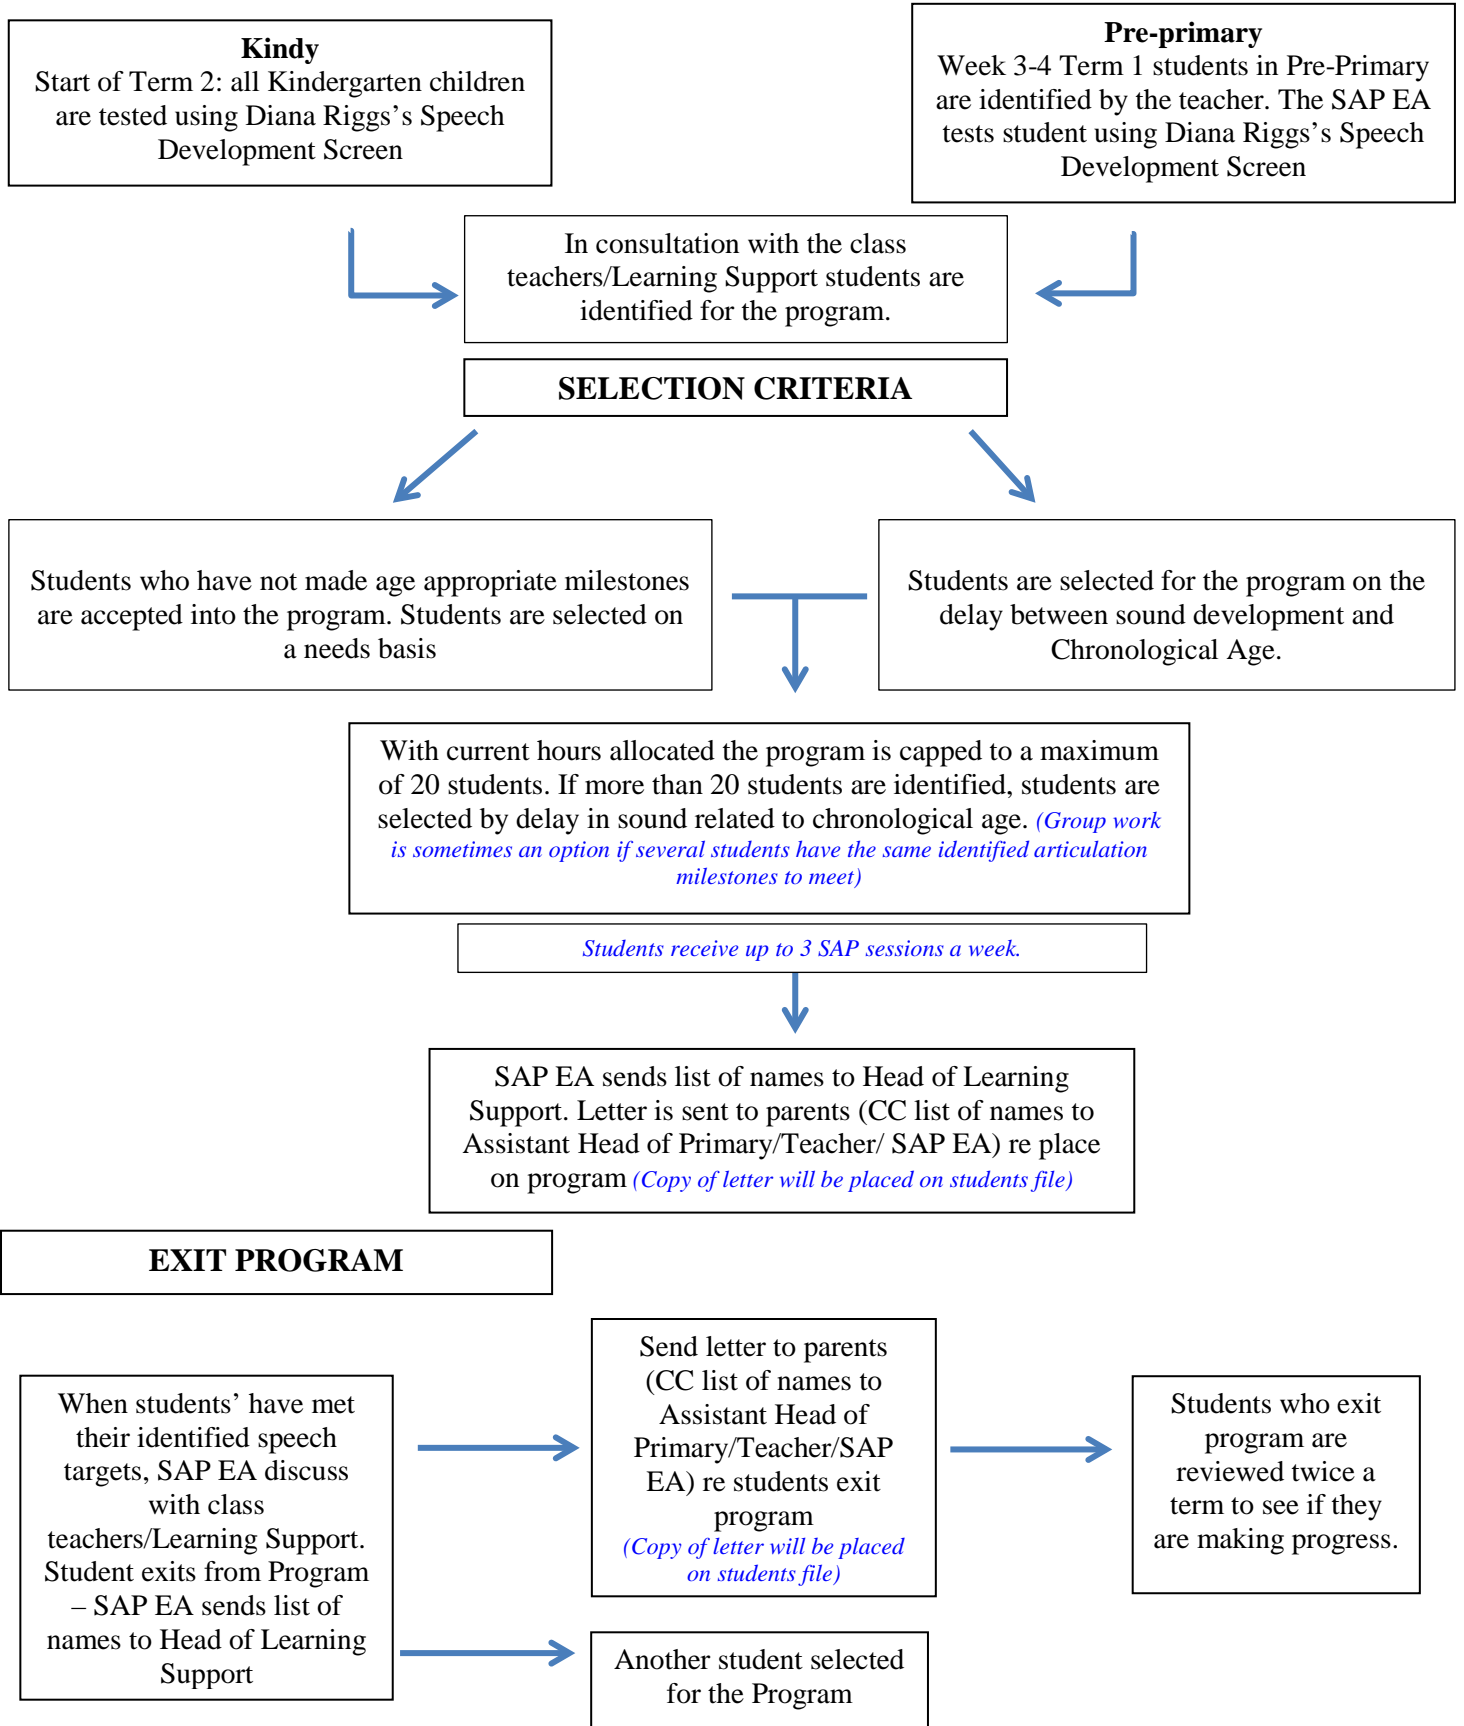 Kindy
Start of Term 2: all Kindergarten children
are tested using Diana Riggs’s Speech
Development Screen
Pre-primary
Week 3-4 Term 1 students in Pre-Primary
are identified by the teacher. The SAP EA
tests student using Diana Riggs’s Speech
Development Screen
In consultation with the class
teachers/Learning Support students are
identified for the program.
SELECTION CRITERIA
Students who have not made age appropriate milestones
are accepted into the program. Students are selected on
a needs basis
Students are selected for the program on the
delay between sound development and
Chronological Age.
With current hours allocated the program is capped to a maximum
of 20 students. If more than 20 students are identified, students are
selected by delay in sound related to chronological age. (Group work
is sometimes an option if several students have the same identified articulation
milestones to meet)
Students receive up to 3 SAP sessions a week.
SAP EA sends list of names to Head of Learning
Support. Letter is sent to parents (CC list of names to
Assistant Head of Primary/Teacher/ SAP EA) re place
on program (Copy of letter will be placed on students file)
EXIT PROGRAM
When students’ have met
their identified speech
targets, SAP EA discuss
with class
teachers/Learning Support.
Student exits from Program
– SAP EA sends list of
names to Head of Learning
Support
Send letter to parents
(CC list of names to
Assistant Head of
Primary/Teacher/SAP
EA) re students exit
program
(Copy of letter will be placed
on students file)
Students who exit
program are
reviewed twice a
term to see if they
are making progress.
Another student selected
for the Program